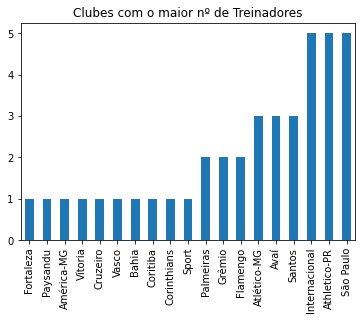 Clubes com o maior nº de Treinadores
5
4
3
2
1
0
Fortaleza
Paysandu
América-MG
Vitoria
Cruzeiro
Vasco
Bahia
Coritiba
Corinthians
Sport
Palmeiras
Grêmio
Flamengo
Atlético-MG
Avaí
Santos
Internacional
Athletico-PR
São Paulo